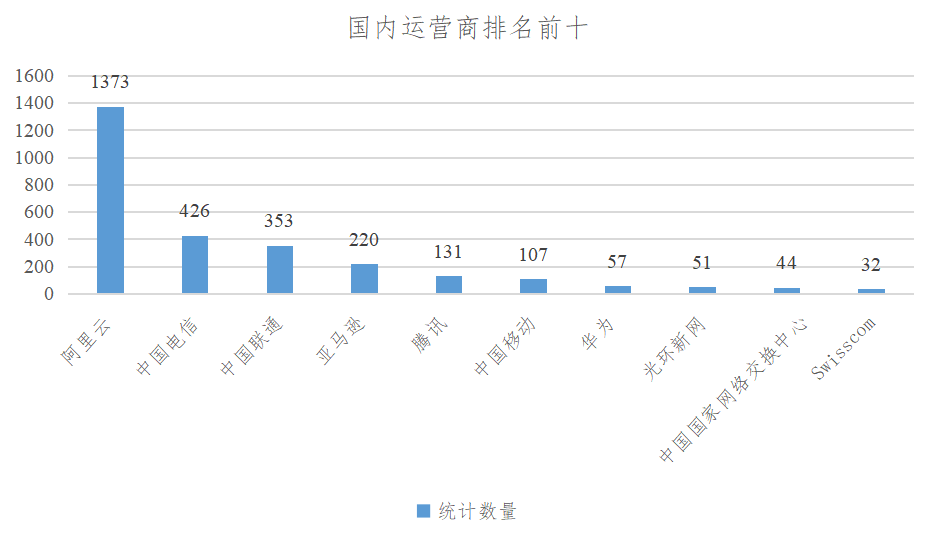 国内运营商排名前十
1600
1400
1200
1000
800
600
400
200
0
1373
426
353
220
131
107
57
51
44
32
阿里云
中国电信
中国联通
亚马逊
腾讯
中国移动
华为
光环新网
中国国家网络交换中心
Swisscom
统计数量